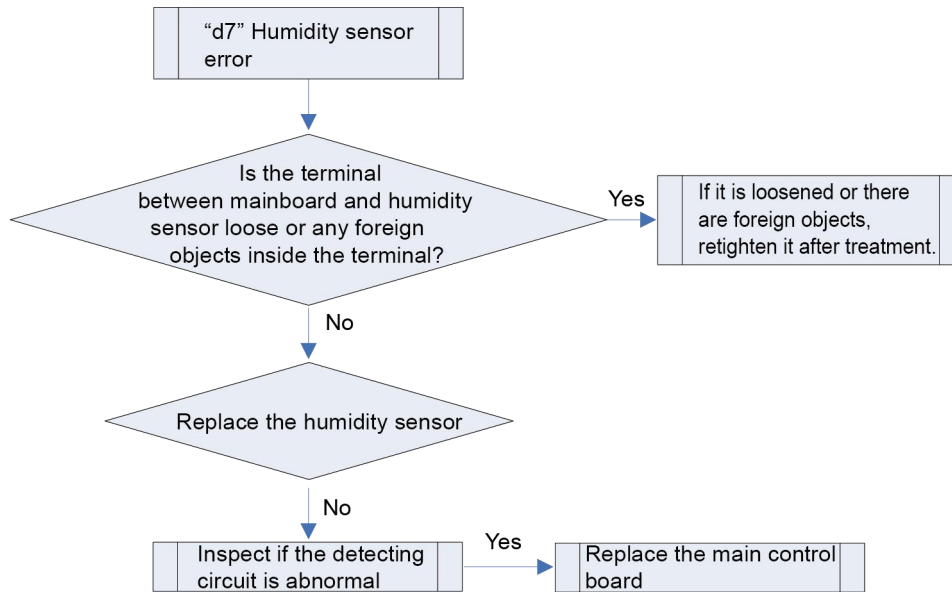 “d7” Humidity sensor
error
Is the terminal
between mainboard and humidity
sensor loose or any foreign
objects inside the terminal?
Yes
If it is loosened or there
are foreign objects,
retighten it after treatment.
No
Replace the humidity sensor
No
Inspect if the detecting
circuit is abnormal
Yes
Replace the main control
board